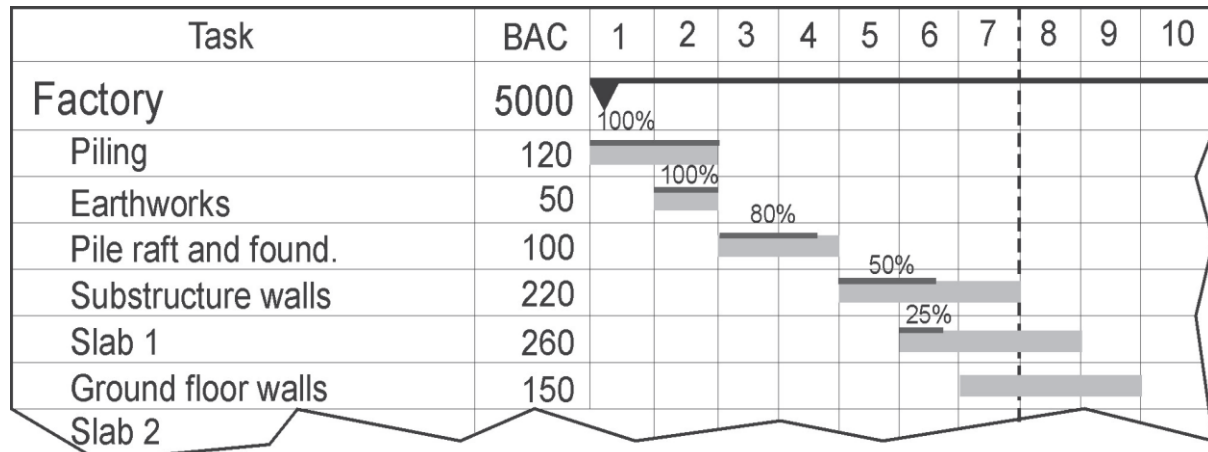 Task BAC 1 2 3 4 5 6 7 8 9 10
Factory 5000
100%
Piling 120
100%
Earthworks 50
80%
Pile raft and found. 100
50%
Substructure walls 220
25%
Slab 1 260
Ground floor walls 150
Slab 2